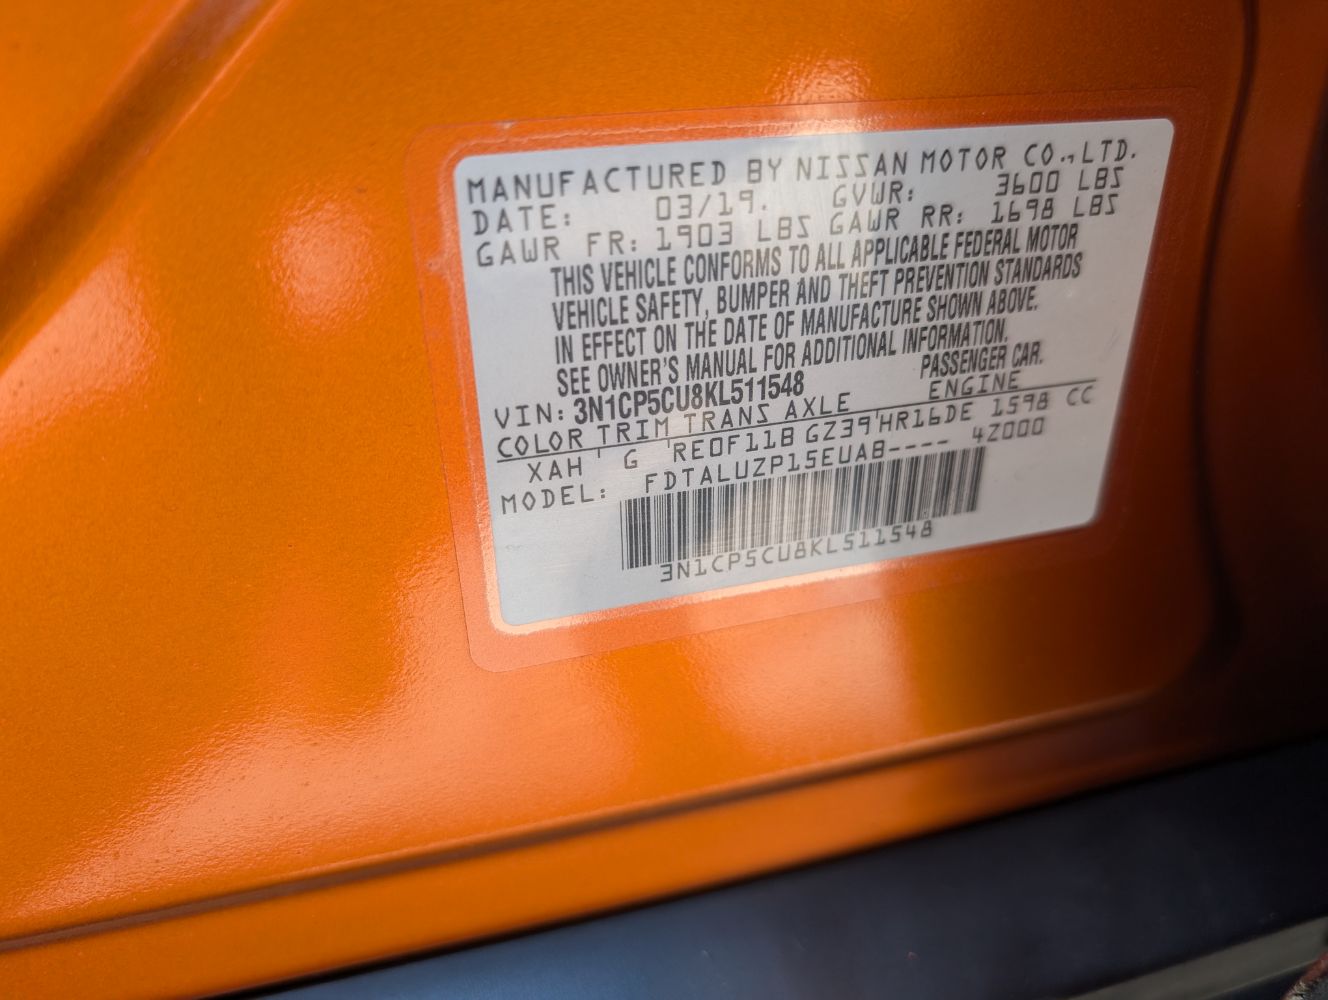 MANUFACTURED BY NISSAN MOTOR CO.,LTD.
DATE: 03/19. GVWR: 3600 LBS
GAWR FR: 1903 LBS GAWR RR: 1698 LBS
THIS VEHICLE CONFORMS TO ALL APPLICABLE FEDERAL MOTOR
VEHICLE SAFETY, BUMPER AND THEFT PREVENTION STANDARDS
IN EFFECT ON THE DATE OF MANUFACTURE SHOWN ABOVE.
SEE OWNER'S MANUAL FOR ADDITIONAL INFORMATION.
VIN: 3N1CP5CU8KL511548 PASSENGER CAR.
COLOR TRIM TRANS AXLE ENGINE
XAH ' G 'RE0F11B GZ39'HR16DE 1598 CC
MODEL: FDTALUZP15EUAB---- 4Z000
3N1CP5CU8KL511548